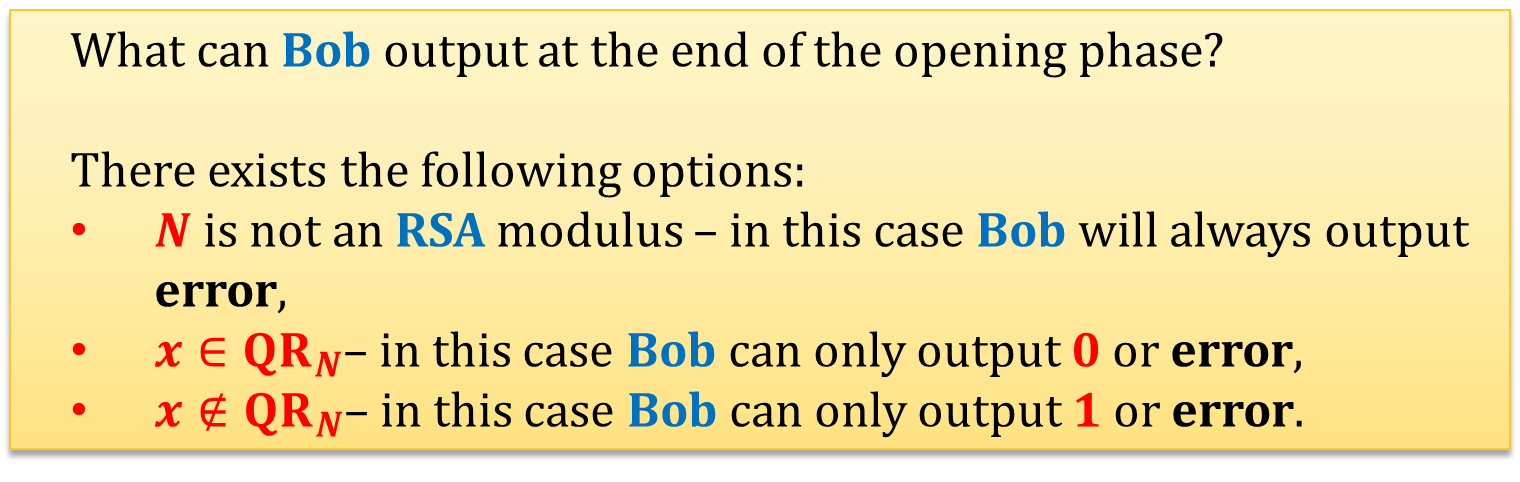 What can Bob output at the end of the opening phase?
There exists the following options:
• N is not an RSA modulus – in this case Bob will always output
error,
• x ∈ QR_N – in this case Bob can only output 0 or error,
• x ∉ QR_N – in this case Bob can only output 1 or error.